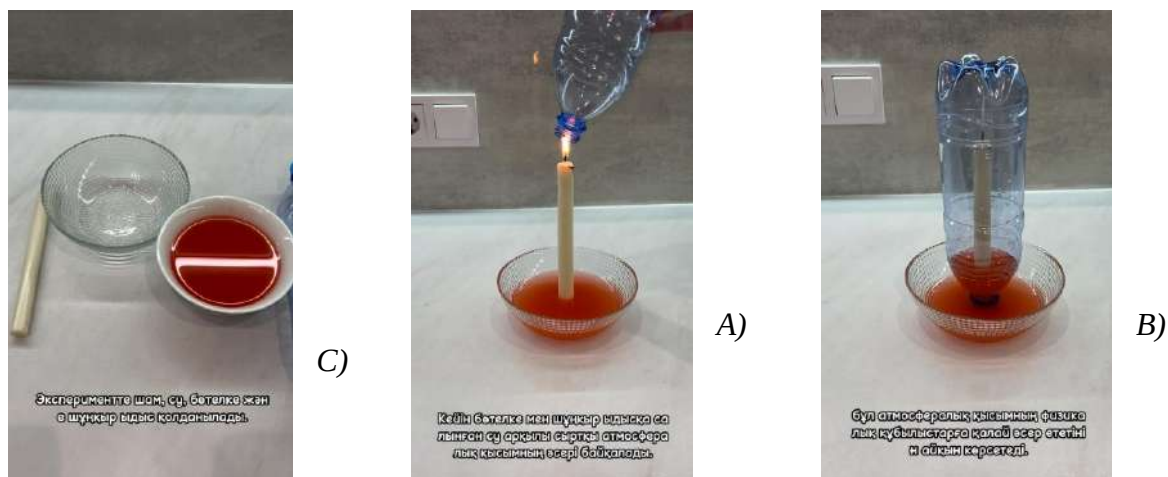 C)
Экспериментте шам, су, бөтелке жән
е шұңқыр ыдыс қолданылады.
A)
Кейін бөтелке мен шұңқыр ыдысқа са
лынған су арқылы сыртқы атмосфера
лық қысымның әсері байқалады.
B)
бұл атмосфералық қысымның физика
лық құбылыстарға қалай әсер ететіні
н айқын көрсетеді.